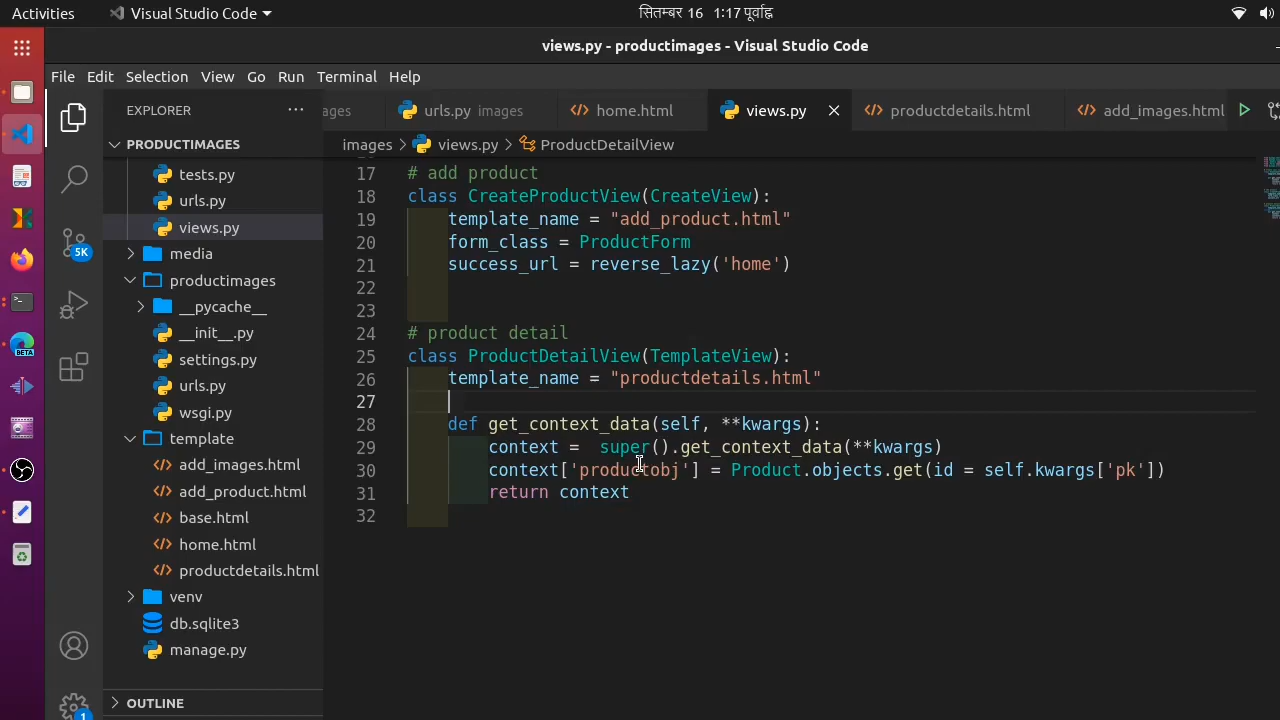 Activities Visual Studio Code सितम्बर 16 1:17 पूर्वाह्न
views.py - productimages - Visual Studio Code
File Edit Selection View Go Run Terminal Help
EXPLORER ··· ages urls.py images home.html views.py productdetails.html add_images.html
PRODUCTIMAGES images > views.py > ProductDetailView
tests.py
urls.py
views.py
media
productimages
__pycache__
__init__.py
settings.py
urls.py
wsgi.py
template
add_images.html
add_product.html
base.html
home.html
productdetails.html
venv
db.sqlite3
manage.py
OUTLINE
5K
1
17 # add product
18 class CreateProductView(CreateView):
19 template_name = "add_product.html"
20 form_class = ProductForm
21 success_url = reverse_lazy('home')
22
23
24 # product detail
25 class ProductDetailView(TemplateView):
26 template_name = "productdetails.html"
27
28 def get_context_data(self, **kwargs):
29 context =  super().get_context_data(**kwargs)
30 context['productobj'] = Product.objects.get(id = self.kwargs['pk'])
31 return context
32